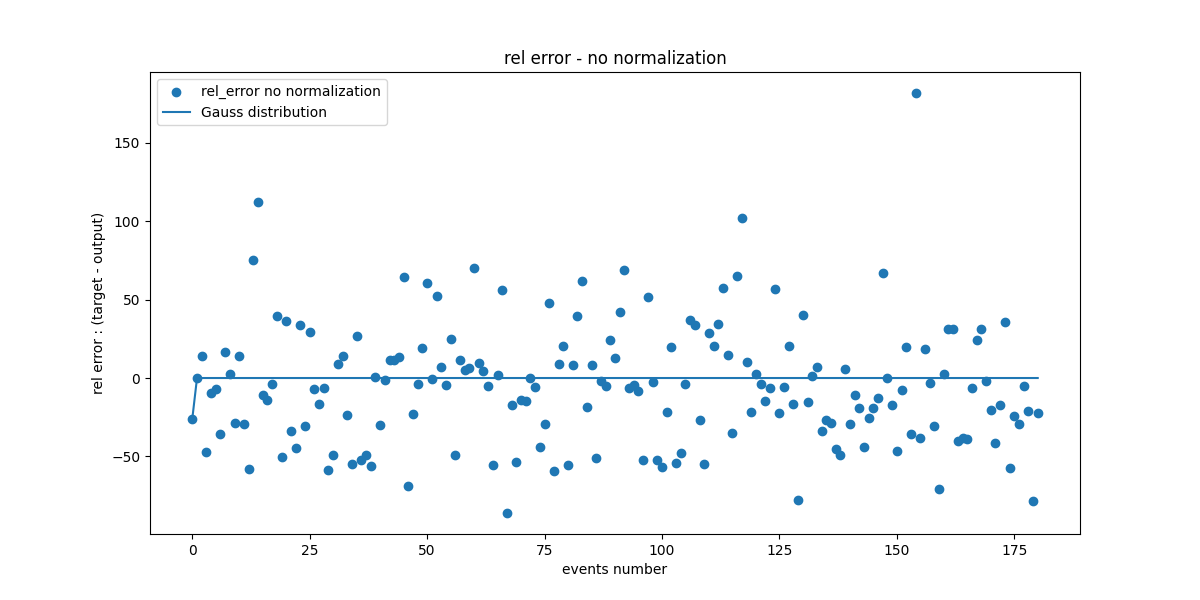 rel error - no normalization
rel_error no normalization
Gauss distribution
rel error : (target - output)
150
100
50
0
−50
0
25
50
75
100
125
150
175
events number